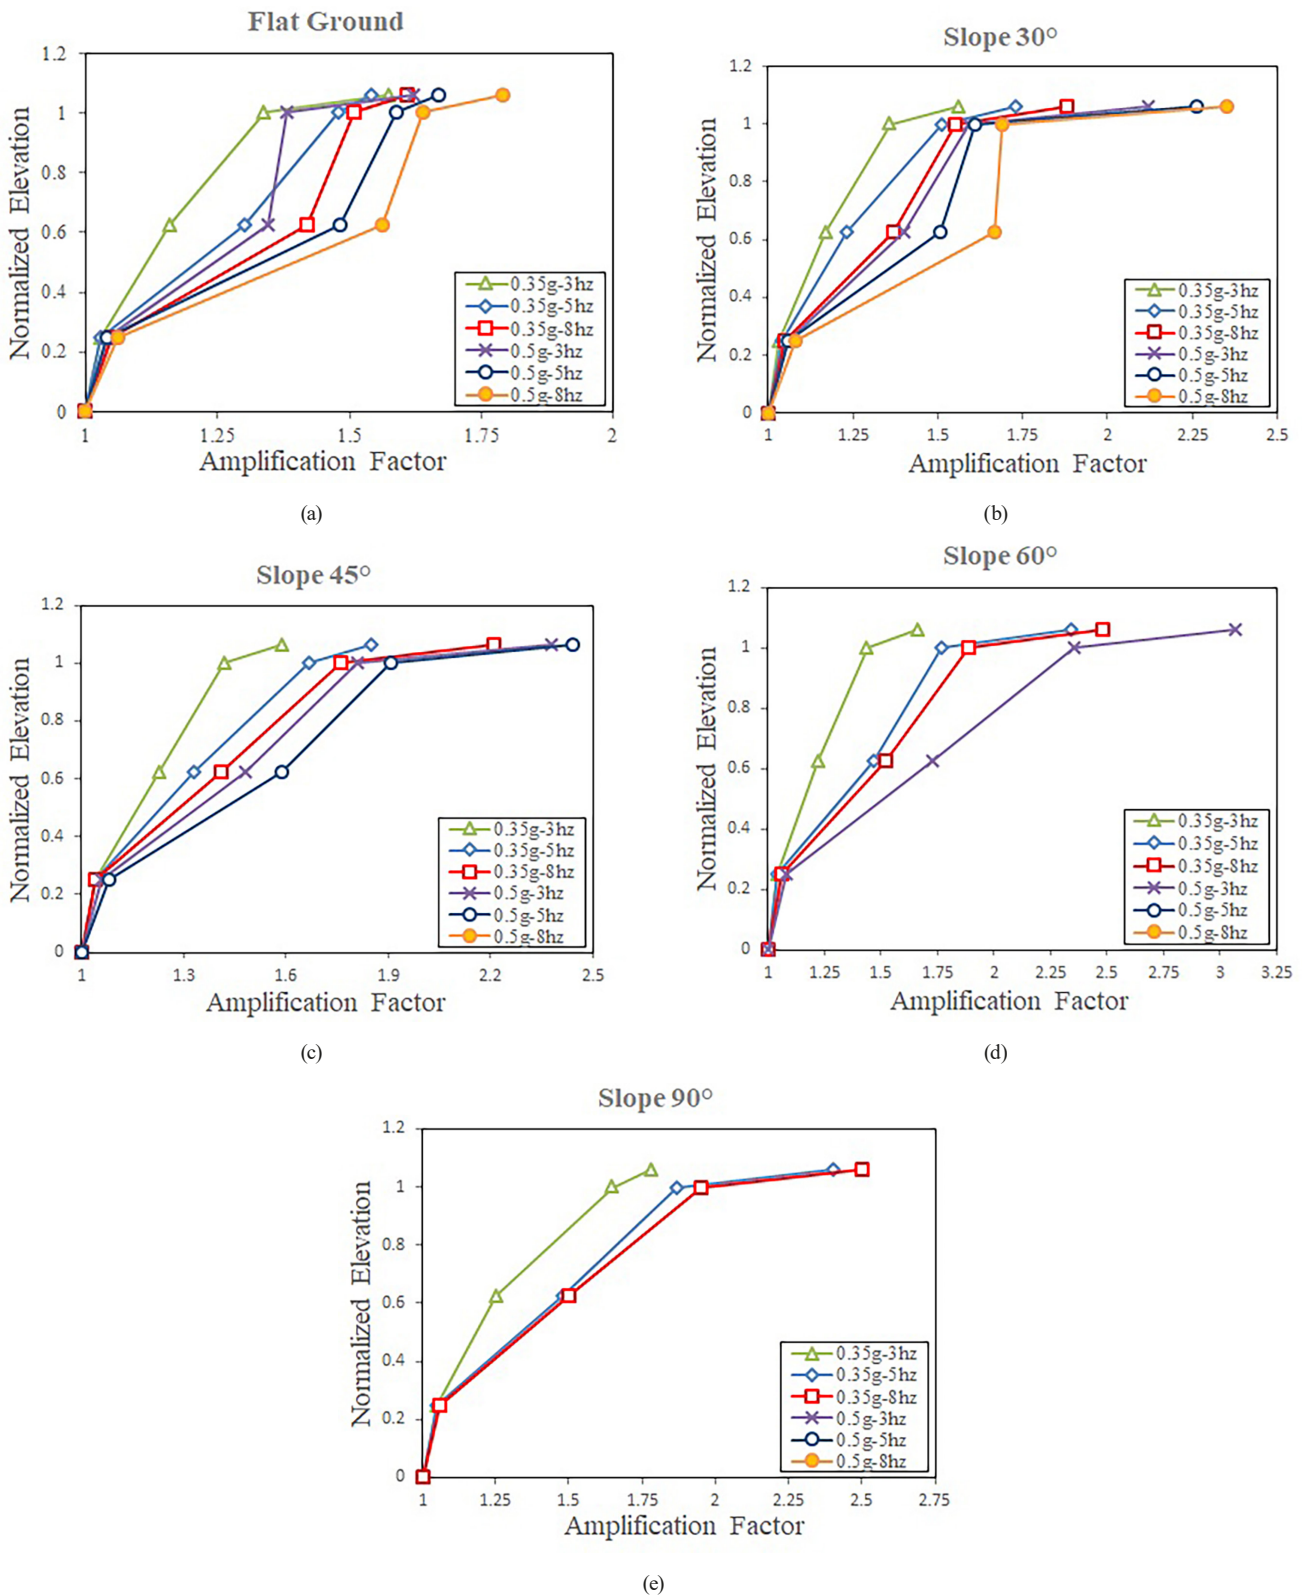 Flat Ground
1.2
1
0.8
0.6
0.4
0.2
0
Normalized Elevation
0.35g-3hz
0.35g-5hz
0.35g-8hz
0.5g-3hz
0.5g-5hz
0.5g-8hz
1 1.25 1.5 1.75 2
Amplification Factor
(a)
Slope 30°
1.2
1
0.8
0.6
0.4
0.2
0
Normalized Elevation
0.35g-3hz
0.35g-5hz
0.35g-8hz
0.5g-3hz
0.5g-5hz
0.5g-8hz
1 1.25 1.5 1.75 2 2.25 2.5
Amplification Factor
(b)
Slope 45°
1.2
1
0.8
0.6
0.4
0.2
0
Normalized Elevation
0.35g-3hz
0.35g-5hz
0.35g-8hz
0.5g-3hz
0.5g-5hz
0.5g-8hz
1 1.3 1.6 1.9 2.2 2.5
Amplification Factor
(c)
Slope 60°
1.2
1
0.8
0.6
0.4
0.2
0
Normalized Elevation
0.35g-3hz
0.35g-5hz
0.35g-8hz
0.5g-3hz
0.5g-5hz
0.5g-8hz
1 1.25 1.5 1.75 2 2.25 2.5 2.75 3 3.25
Amplification Factor
(d)
Slope 90°
1.2
1
0.8
0.6
0.4
0.2
0
Normalized Elevation
0.35g-3hz
0.35g-5hz
0.35g-8hz
0.5g-3hz
0.5g-5hz
0.5g-8hz
1 1.25 1.5 1.75 2 2.25 2.5 2.75
Amplification Factor
(e)